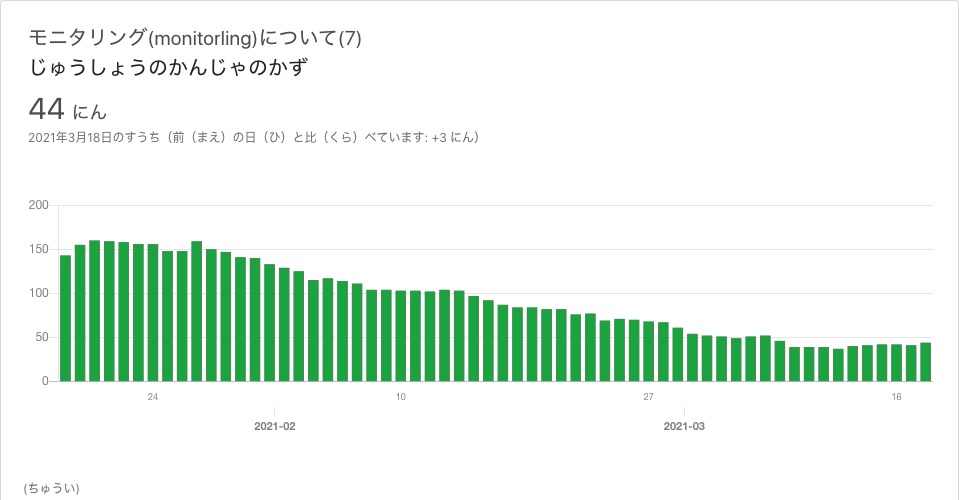 モニタリング(monitorling)について(7)
じゅうしょうのかんじゃのかず
44 にん
2021年3月18日のすうち（前（まえ）の日（ひ）と比（くら）べています: +3 にん）
200
150
100
50
0
24 10 27 16
2021-02 2021-03
(ちゅうい)